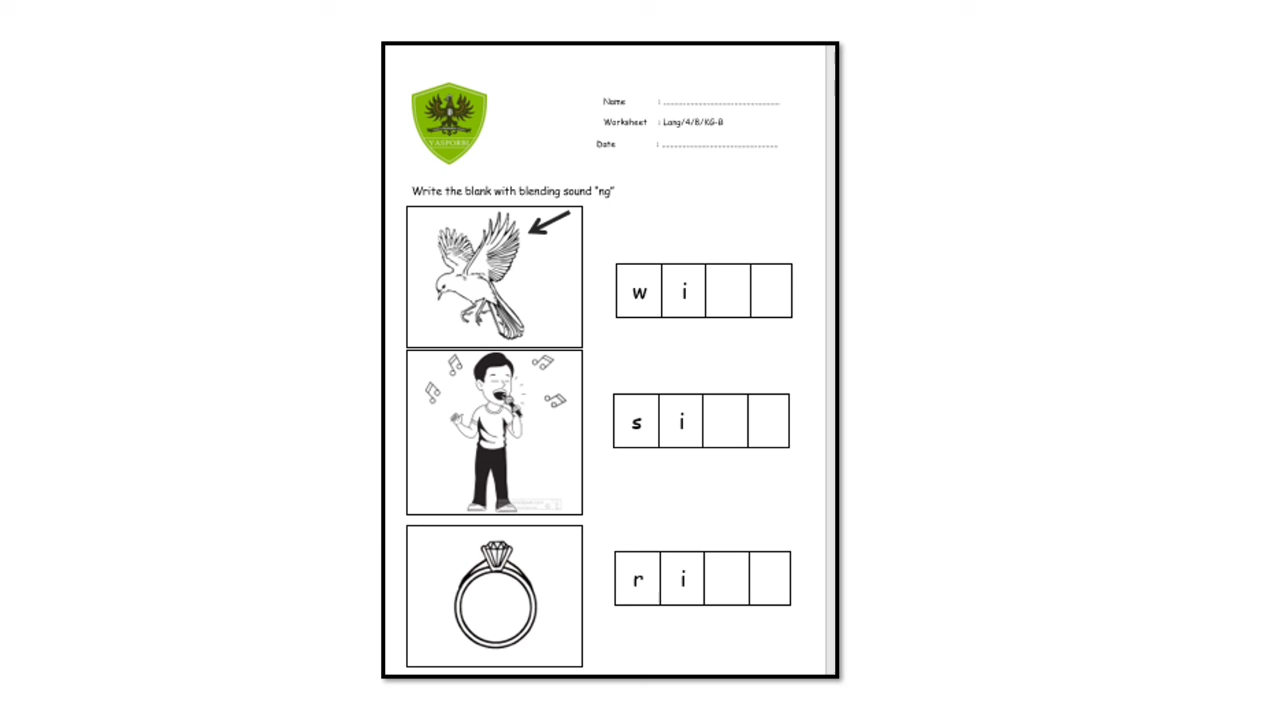 Name : ........................................
Worksheet : Lang/4/B/KG-B
Date : ........................................
YASPORBI
Write the blank with blending sound "ng"
w i
s i
r i